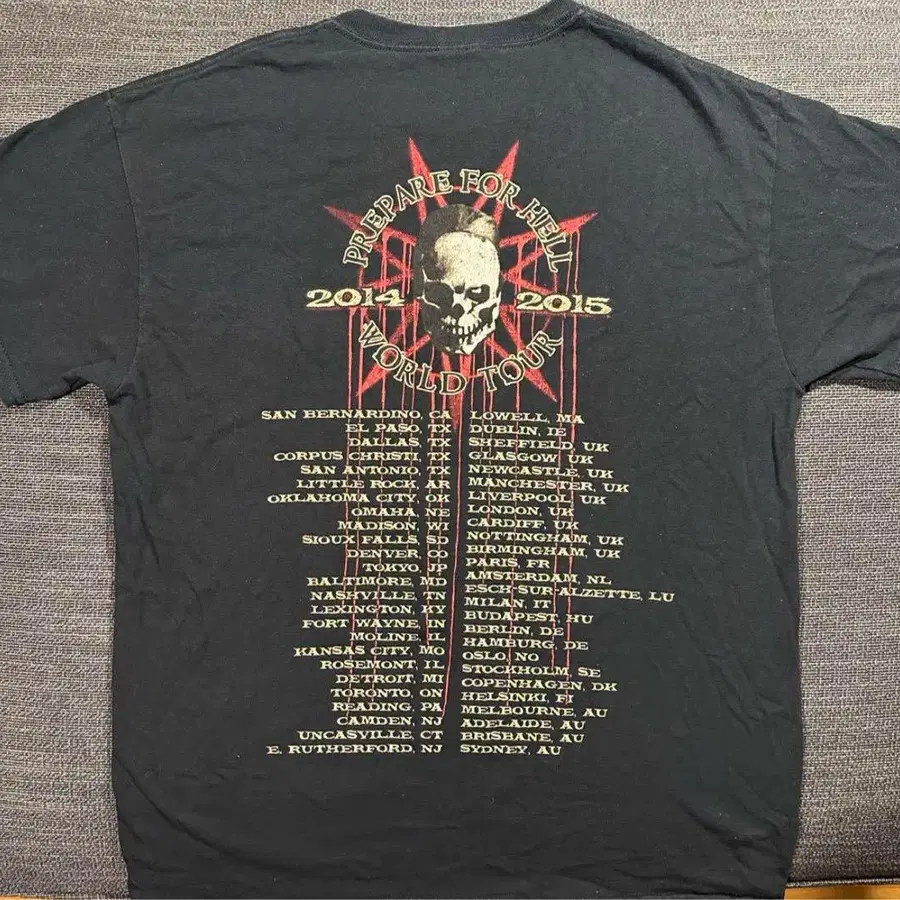 PREPARE FOR HELL
2014 2015
WORLD TOUR
SAN BERNARDINO, CA
EL PASO, TX
DALLAS, TX
CORPUS CHRISTI, TX
SAN ANTONIO, TX
LITTLE ROCK, AR
OKLAHOMA CITY, OK
OMAHA, NE
MADISON, WI
SIOUX FALLS, SD
DENVER, CO
TOKYO, JP
BALTIMORE, MD
NASHVILLE, TN
LEXINGTON, KY
FORT WAYNE, IN
MOLINE, IL
KANSAS CITY, MO
ROSEMONT, IL
DETROIT, MI
TORONTO, ON
READING, PA
CAMDEN, NJ
UNCASVILLE, CT
E. RUTHERFORD, NJ
LOWELL, MA
DUBLIN, IE
SHEFFIELD, UK
GLASGOW, UK
NEWCASTLE, UK
MANCHESTER, UK
LIVERPOOL, UK
LONDON, UK
CARDIFF, UK
NOTTINGHAM, UK
BIRMINGHAM, UK
PARIS, FR
AMSTERDAM, NL
ESCH-SUR-ALZETTE, LU
MILAN, IT
BUDAPEST, HU
BERLIN, DE
HAMBURG, DE
OSLO, NO
STOCKHOLM, SE
COPENHAGEN, DK
HELSINKI, FI
MELBOURNE, AU
ADELAIDE, AU
BRISBANE, AU
SYDNEY, AU